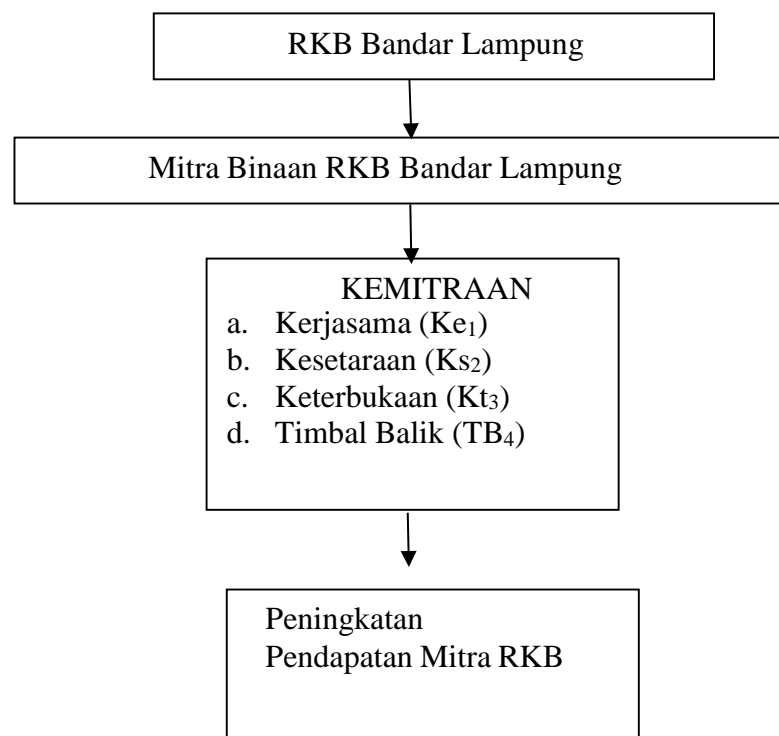 RKB Bandar Lampung
Mitra Binaan RKB Bandar Lampung
KEMITRAAN
a. Kerjasama (Ke₁)
b. Kesetaraan (Ks₂)
c. Keterbukaan (Kt₃)
d. Timbal Balik (TB₄)
Peningkatan
Pendapatan Mitra RKB